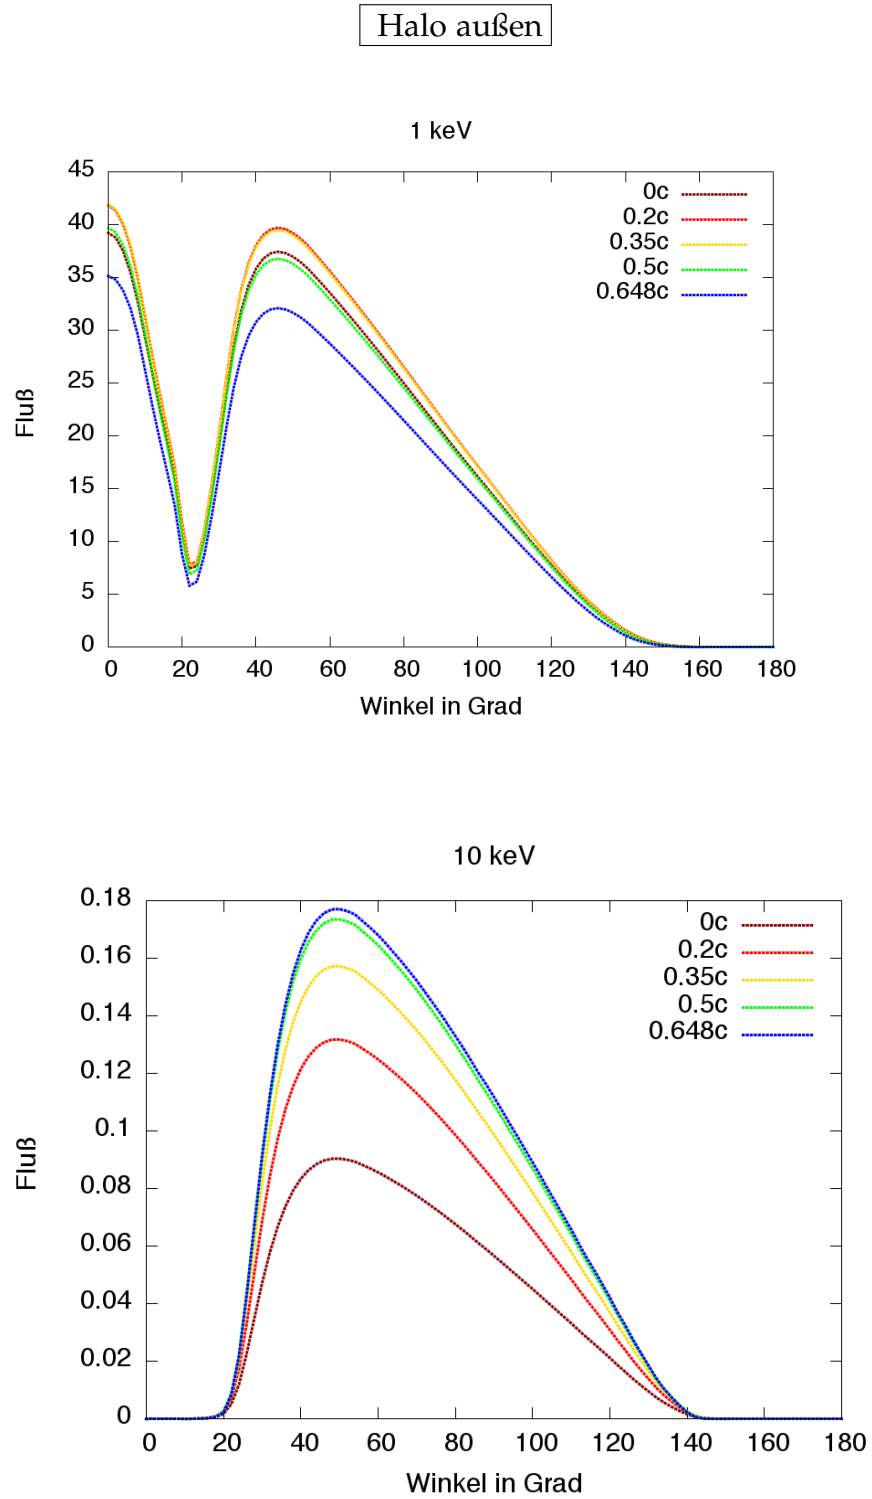 Halo außen
1 keV
45
40
35
30
25
20
15
10
5
0
0 20 40 60 80 100 120 140 160 180
Fluß
Winkel in Grad
0c
0.2c
0.35c
0.5c
0.648c
10 keV
0.18
0.16
0.14
0.12
0.1
0.08
0.06
0.04
0.02
0
0 20 40 60 80 100 120 140 160 180
Fluß
Winkel in Grad
0c
0.2c
0.35c
0.5c
0.648c